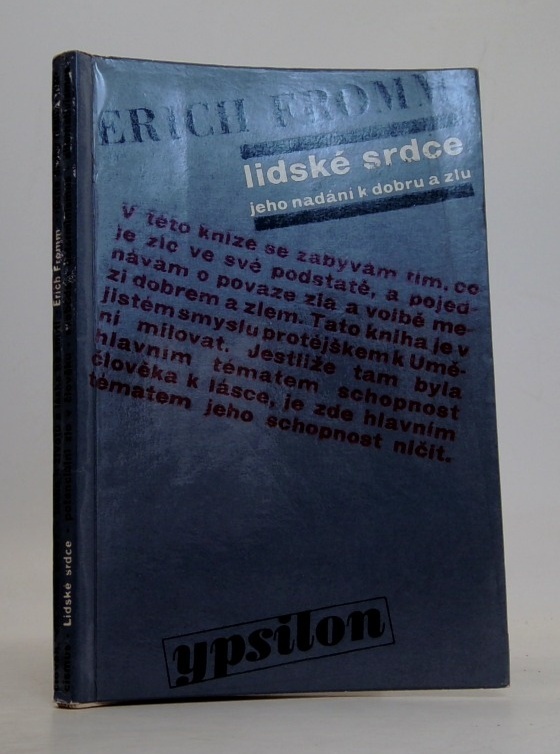 ERICH FROMM
lidské srdce
jeho nadání k dobru a zlu
V této knize se zabývám tím, co
je zlo ve své podstatě, a pojed-
návám o povaze zla a volbě me-
zi dobrem a zlem. Tato kniha je v
jistém smyslu protějškem k Umě-
ní milovat. Jestliže tam byla
hlavním tématem schopnost
člověka k lásce, je zde hlavním
tématem jeho schopnost ničit.
ypsilon
Lidské srdce
Erich Fromm